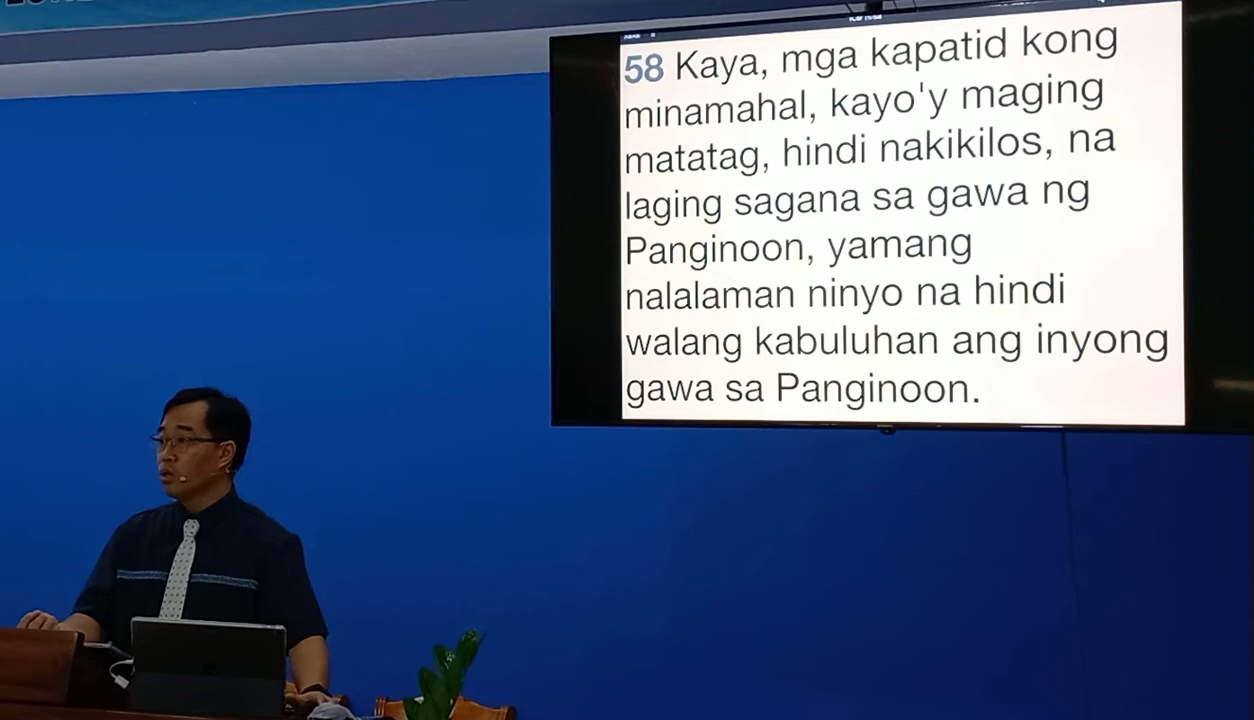 58 Kaya, mga kapatid kong
minamahal, kayo'y maging
matatag, hindi nakikilos, na
laging sagana sa gawa ng
Panginoon, yamang
nalalaman ninyo na hindi
walang kabuluhan ang inyong
gawa sa Panginoon.